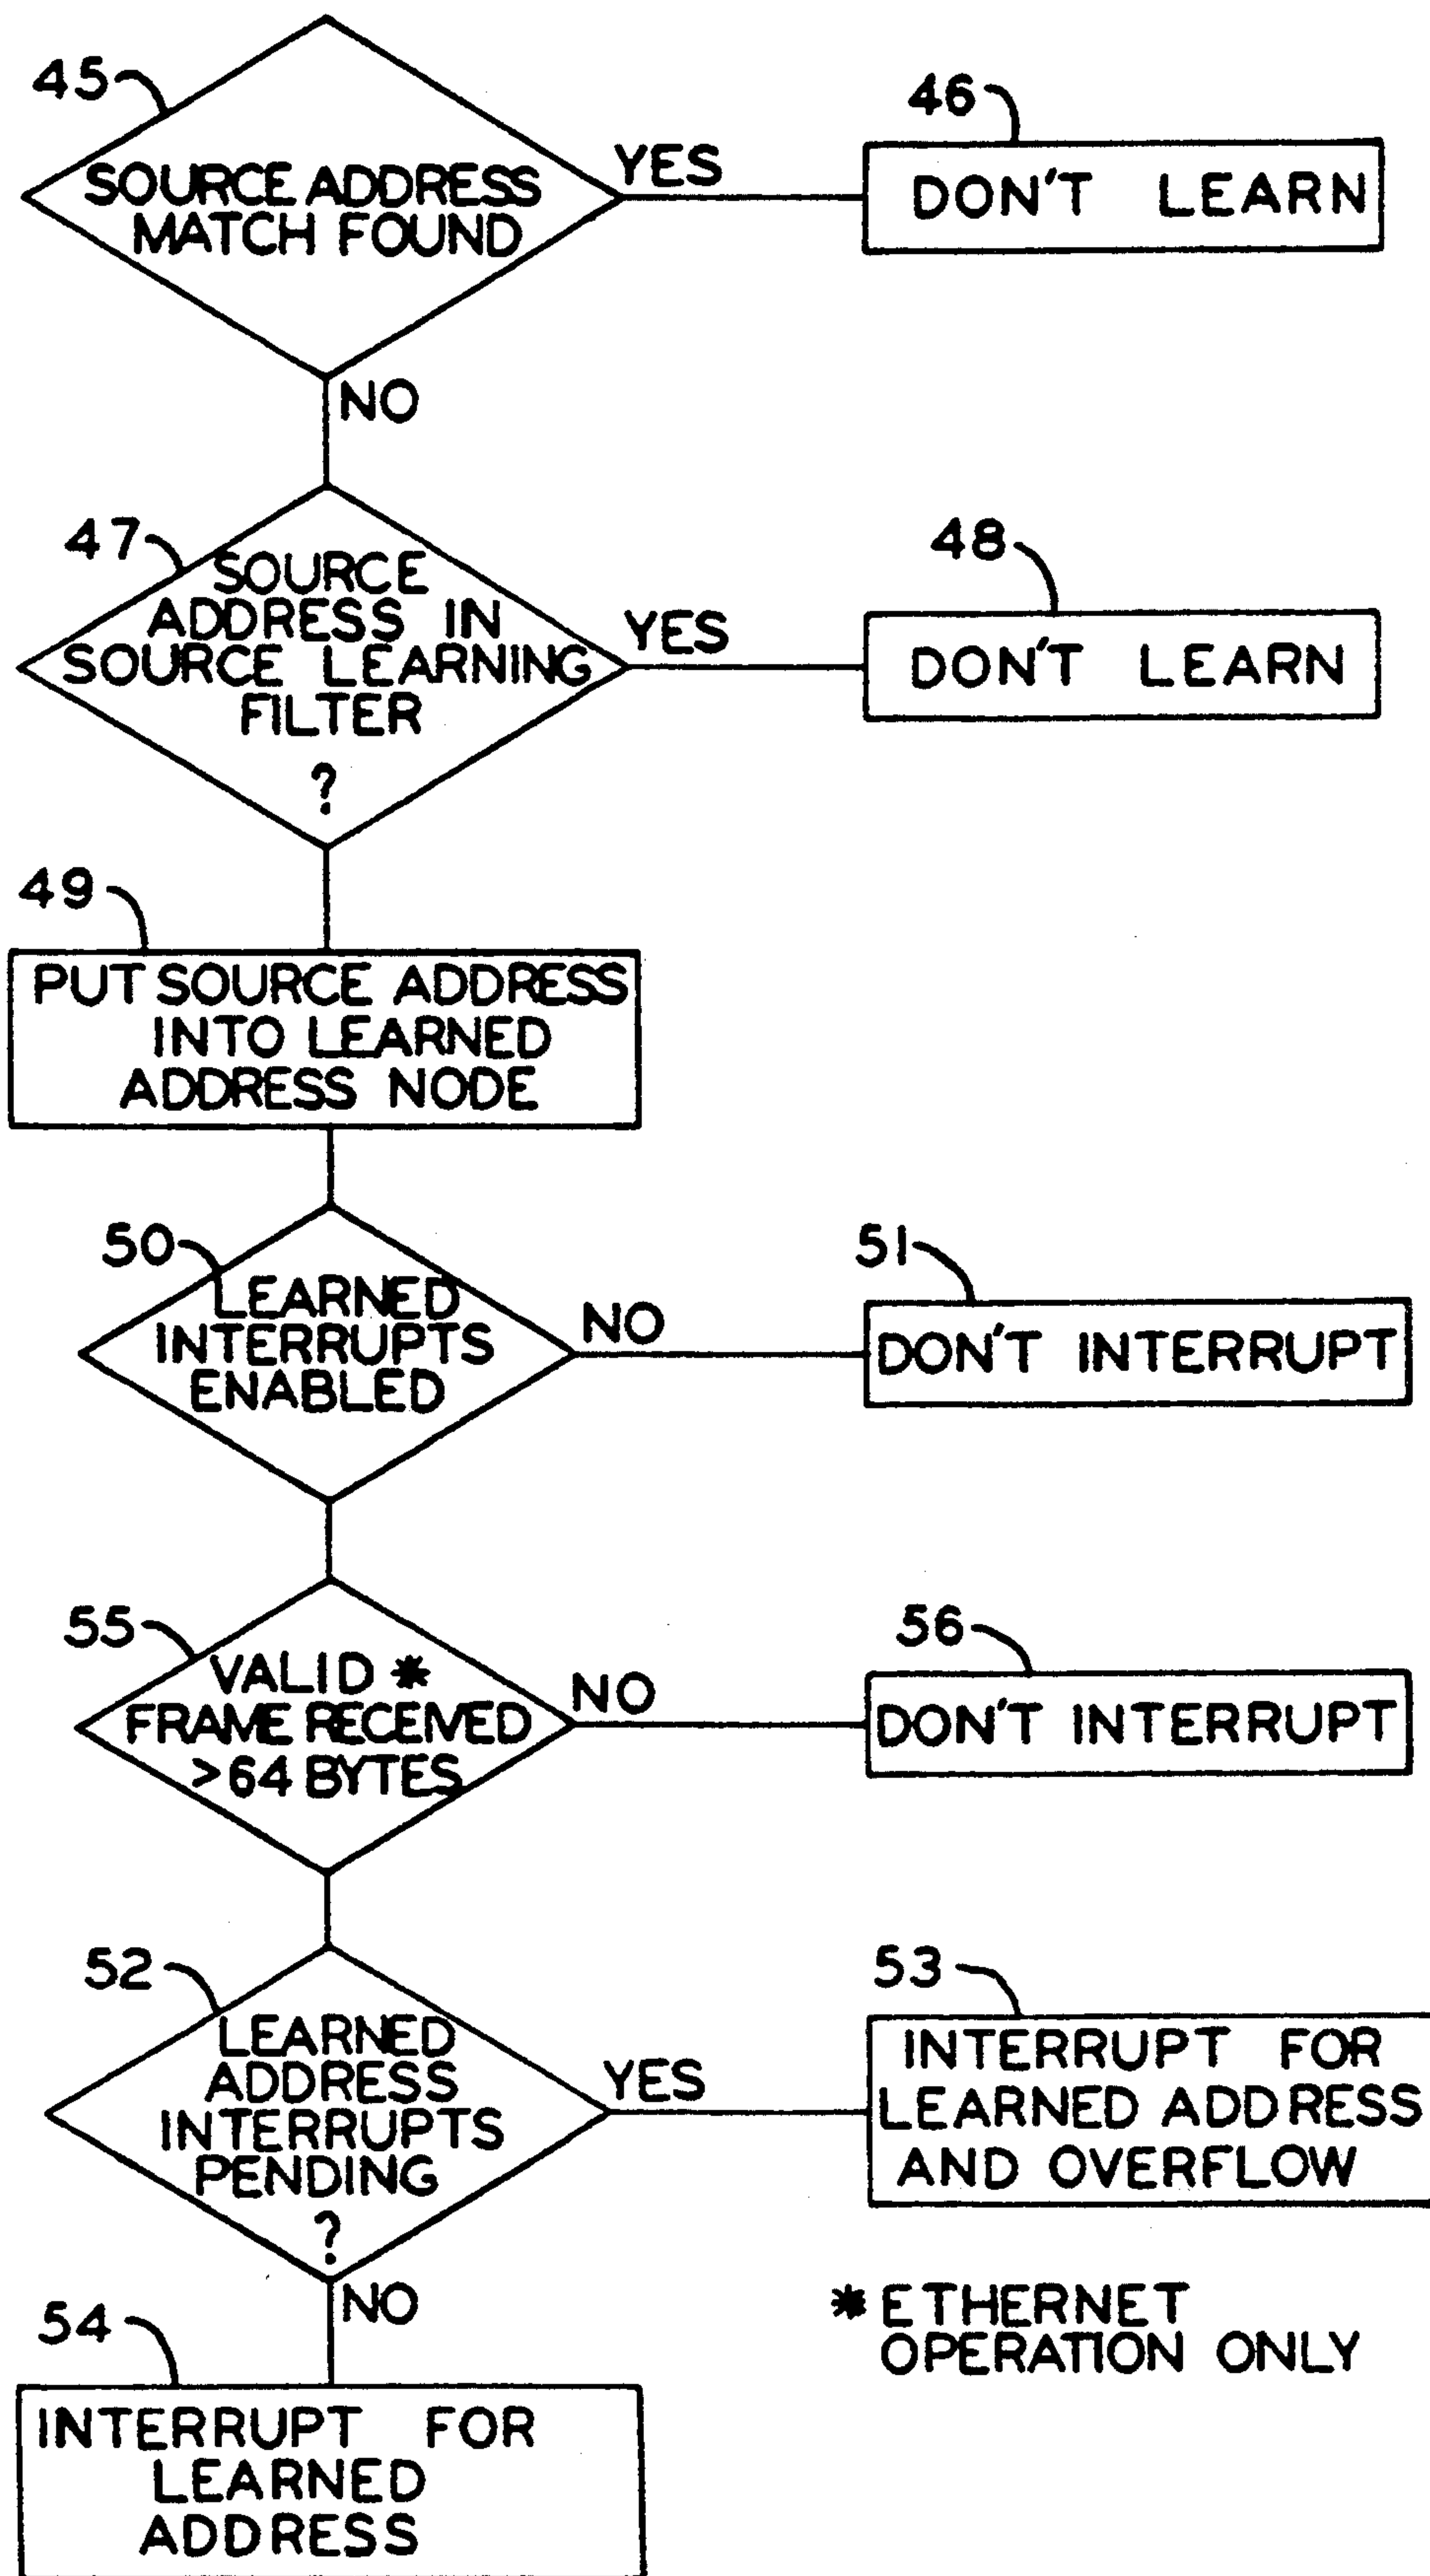 45
SOURCE ADDRESS
MATCH FOUND
YES
46
DON'T LEARN
NO
47
SOURCE
ADDRESS IN
SOURCE LEARNING
FILTER
?
YES
48
DON'T LEARN
49
PUT SOURCE ADDRESS
INTO LEARNED
ADDRESS NODE
50
LEARNED
INTERRUPTS
ENABLED
NO
51
DON'T INTERRUPT
55
VALID *
FRAME RECEIVED
>64 BYTES
NO
56
DON'T INTERRUPT
52
LEARNED
ADDRESS
INTERRUPTS
PENDING
?
YES
53
INTERRUPT FOR
LEARNED ADDRESS
AND OVERFLOW
NO
54
INTERRUPT FOR
LEARNED
ADDRESS
* ETHERNET
OPERATION ONLY